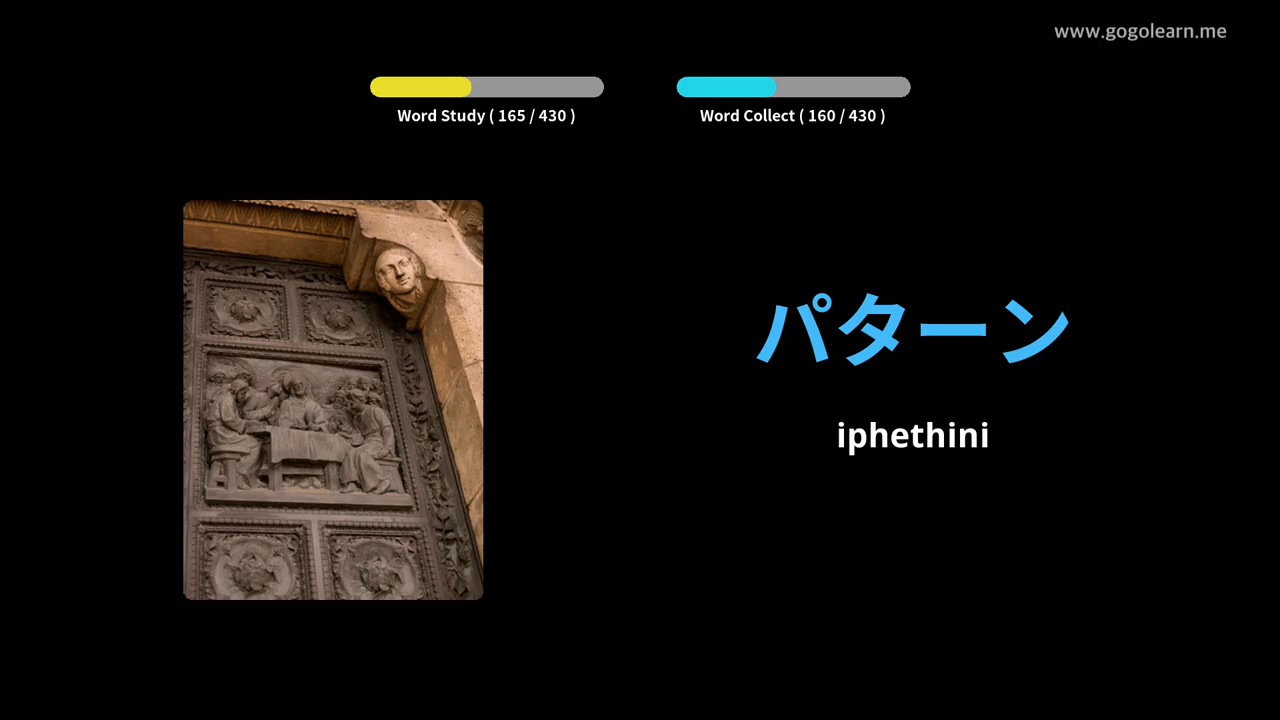 www.gogolearn.me
Word Study ( 165 / 430 )
Word Collect ( 160 / 430 )
パターン
iphethini